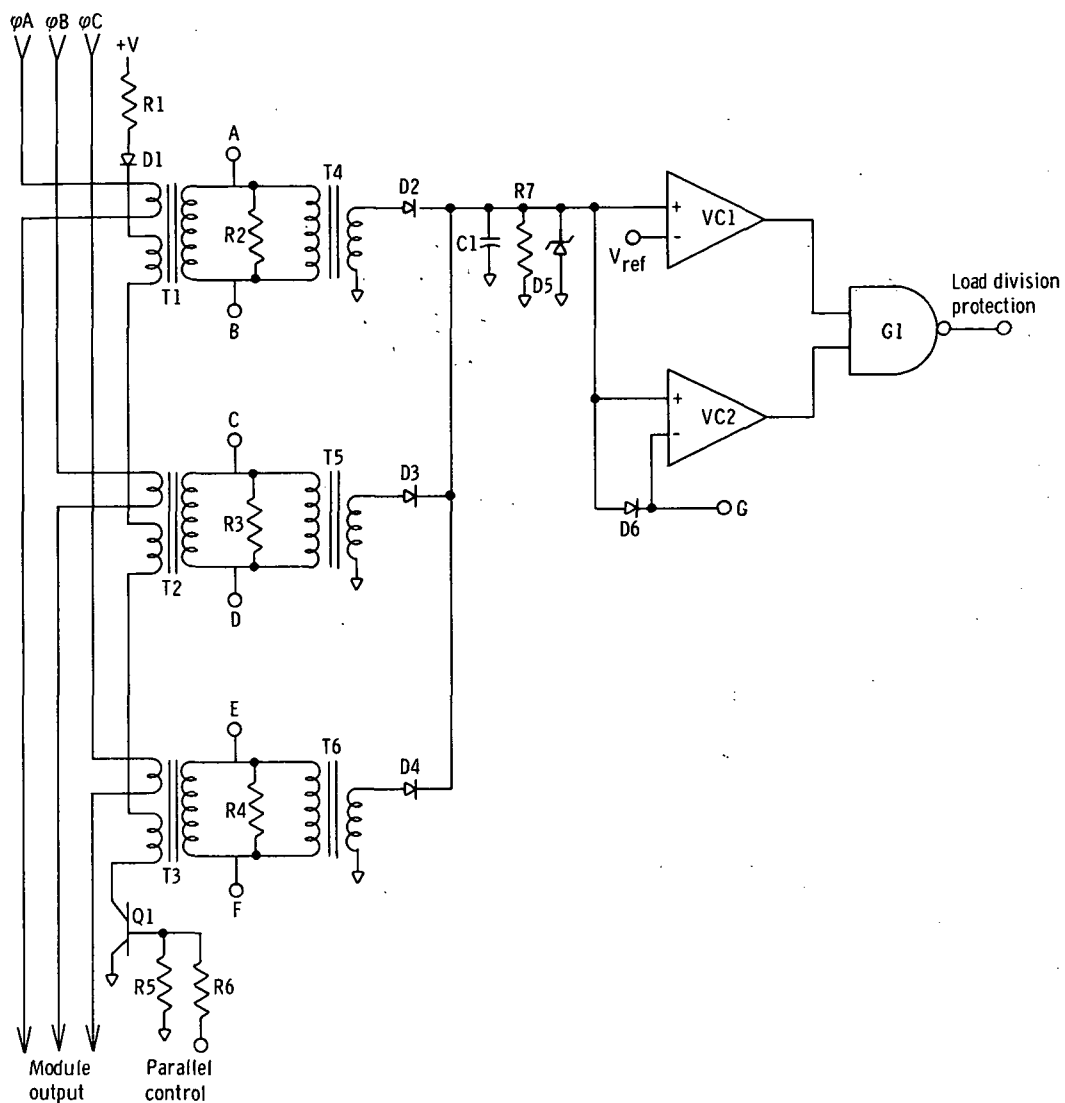 φA φB φC
+V
R1
D1
A
T4
D2
R2
T1
B
R7
C1
D5
+
VC1
-
Vref
G1
Load division
protection
+
VC2
-
D6
G
C
T5
D3
R3
T2
D
E
T6
D4
R4
T3
F
Q1
R5
R6
Module
output
Parallel
control